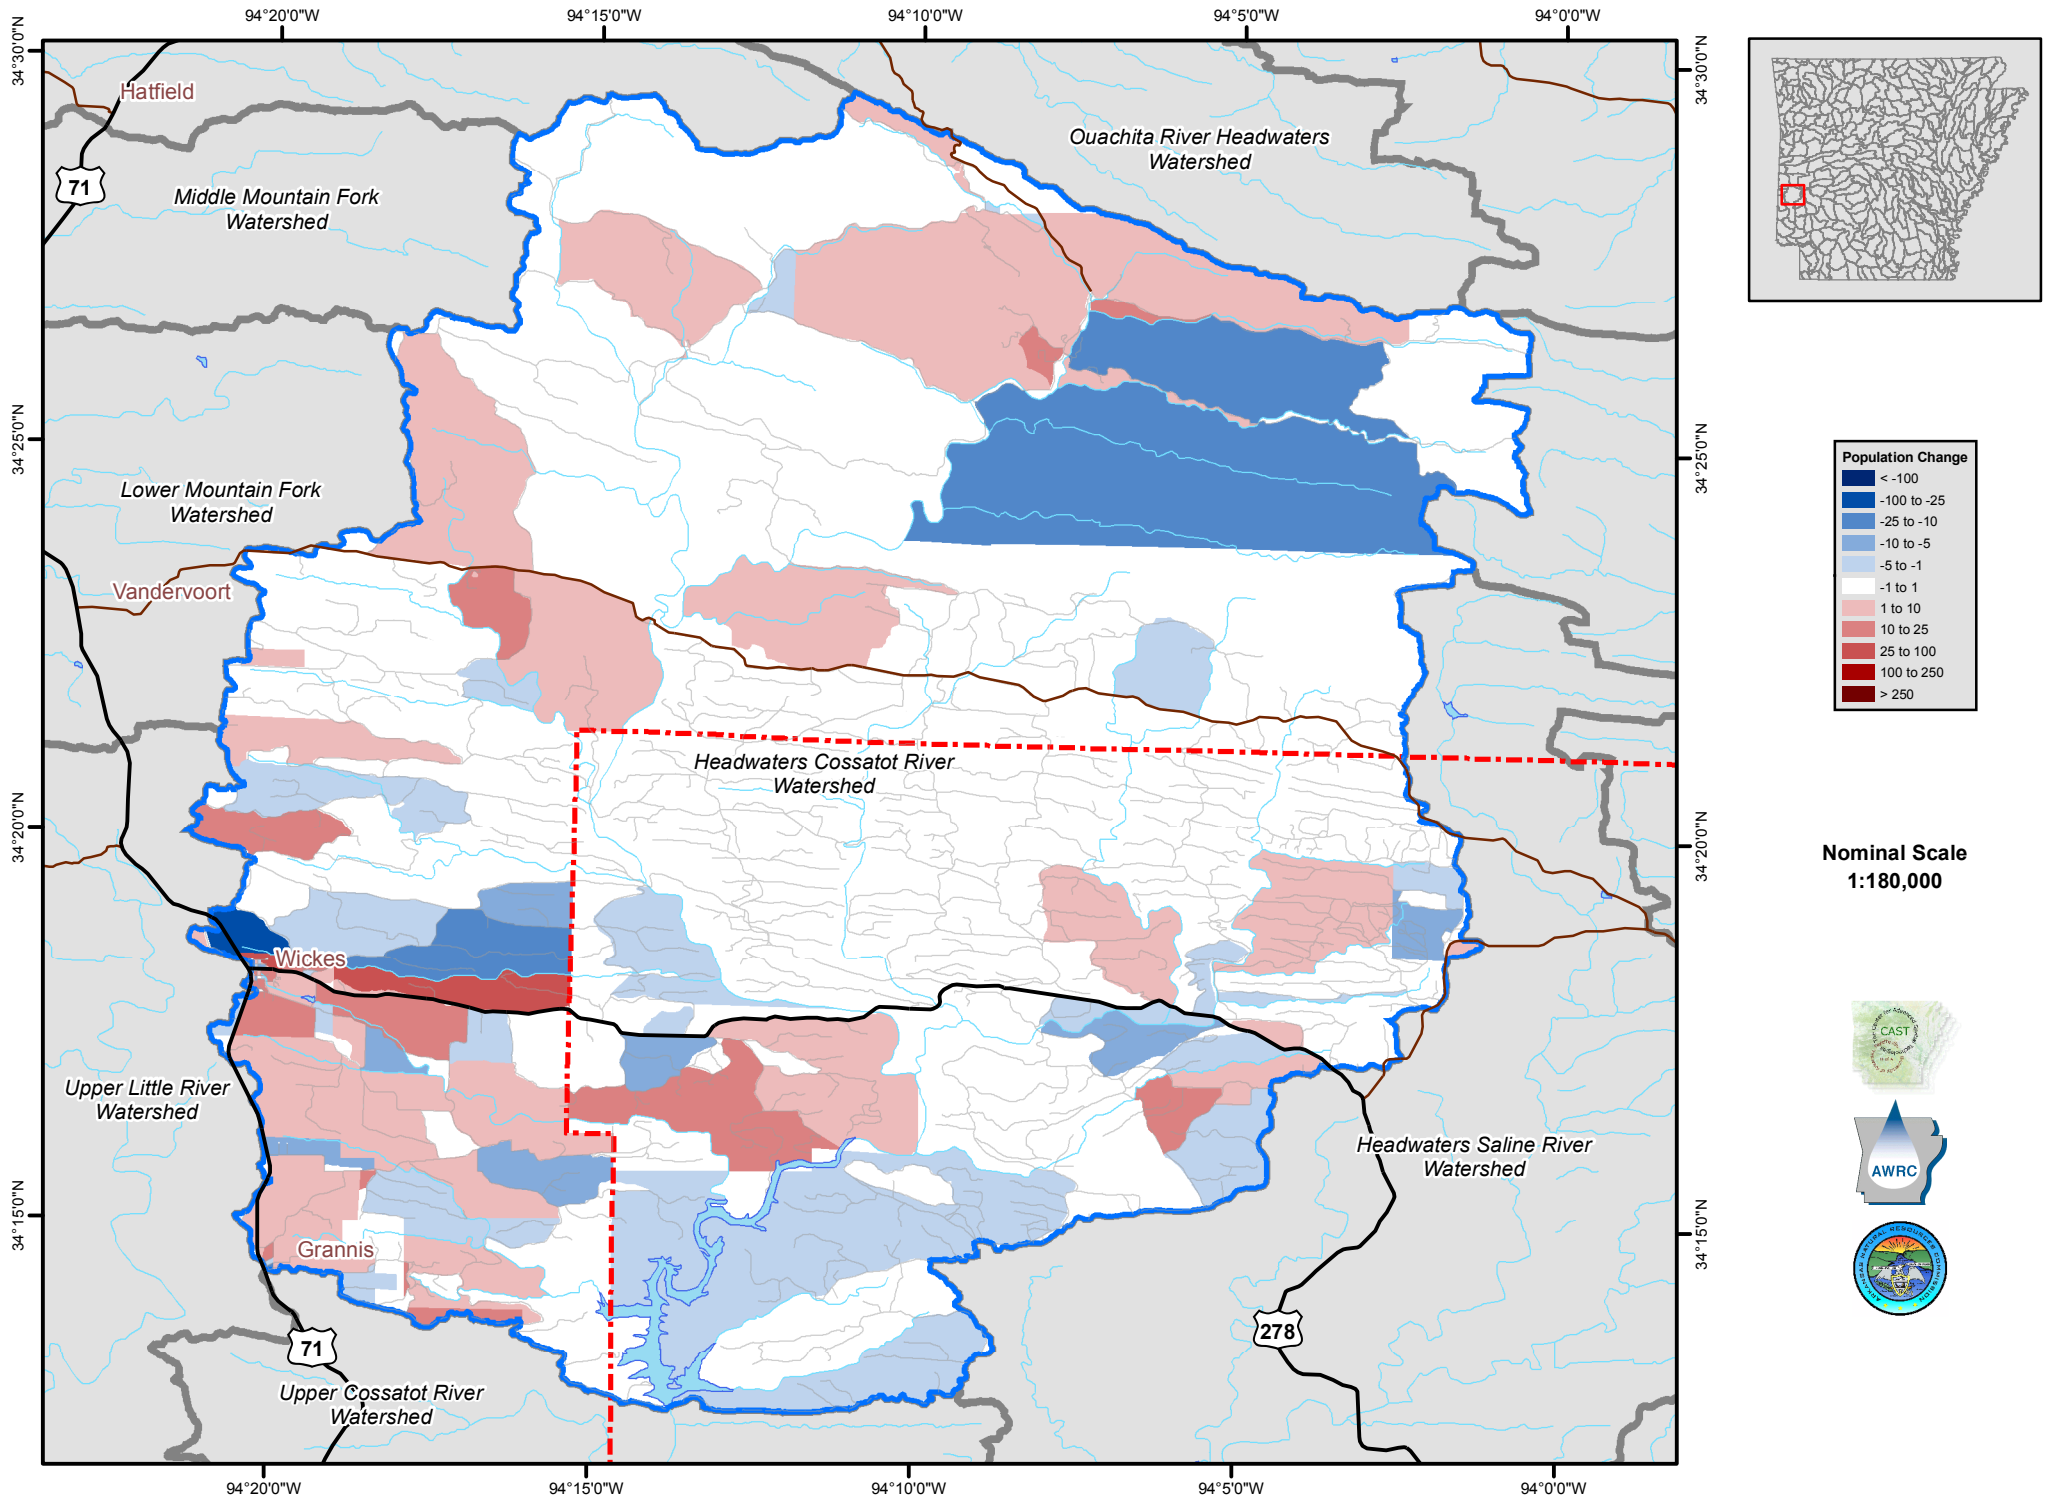 94°20'0"W
94°15'0"W
94°10'0"W
94°5'0"W
94°0'0"W
34°30'0"N
34°30'0"N
Hatfield
71
Ouachita River Headwaters
Watershed
Middle Mountain Fork
Watershed
34°25'0"N
34°25'0"N
Lower Mountain Fork
Watershed
Vandervoort
Population Change
< -100
-100 to -25
-25 to -10
-10 to -5
-5 to -1
-1 to 1
1 to 10
10 to 25
25 to 100
100 to 250
> 250
Headwaters Cossatot River
Watershed
34°20'0"N
34°20'0"N
Nominal Scale
1:180,000
Wickes
CAST
Upper Little River
Watershed
Headwaters Saline River
Watershed
AWRC
34°15'0"N
34°15'0"N
Grannis
ARKANSAS NATURAL RESOURCES COMMISSION
71
278
Upper Cossatot River
Watershed
94°20'0"W
94°15'0"W
94°10'0"W
94°5'0"W
94°0'0"W